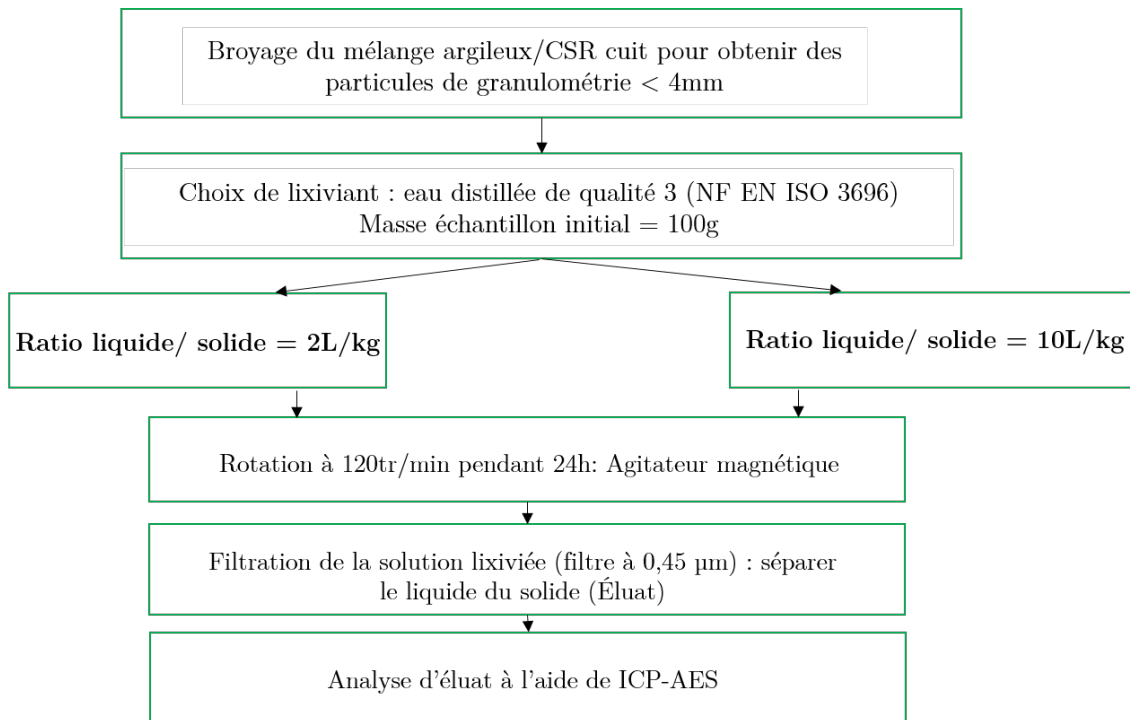 Broyage du mélange argileux/CSR cuit pour obtenir des
particules de granulométrie < 4mm
Choix de lixiviant : eau distillée de qualité 3 (NF EN ISO 3696)
Masse échantillon initial = 100g
Ratio liquide/ solide = 2L/kg
Ratio liquide/ solide = 10L/kg
Rotation à 120tr/min pendant 24h: Agitateur magnétique
Filtration de la solution lixiviée (filtre à 0,45 µm) : séparer
le liquide du solide (Éluat)
Analyse d'éluat à l'aide de ICP-AES